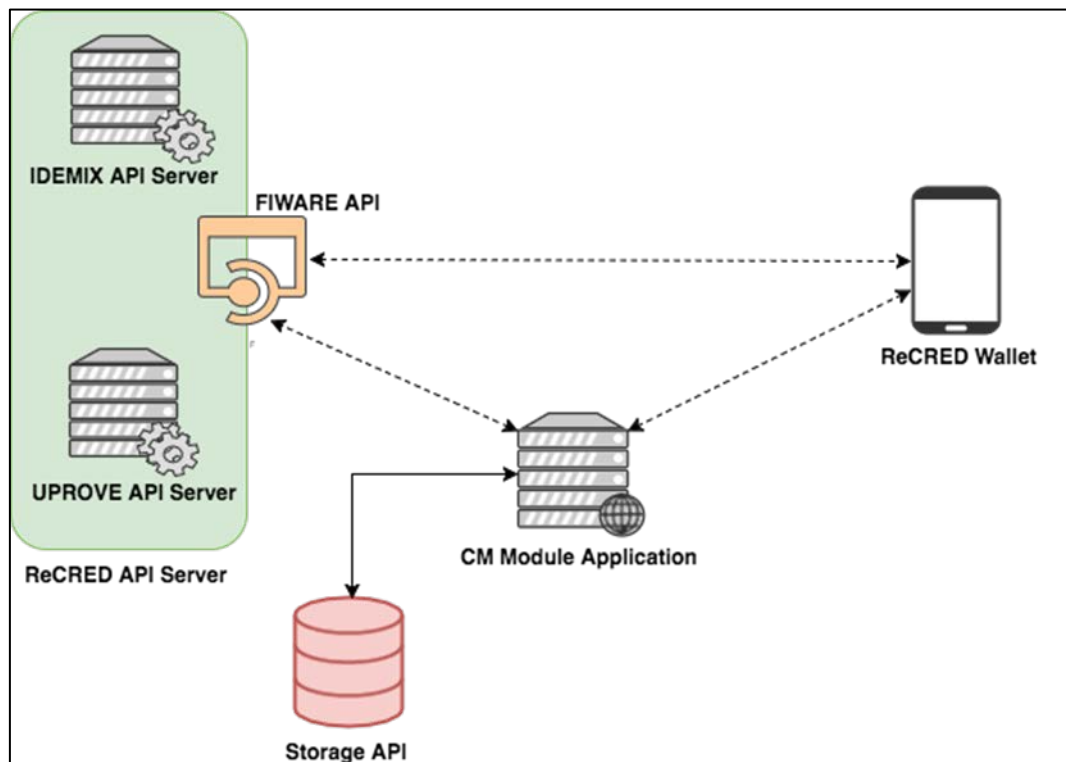 IDEMIX API Server
FIWARE API
ReCRED Wallet
UPROVE API Server
CM Module Application
ReCRED API Server
Storage API